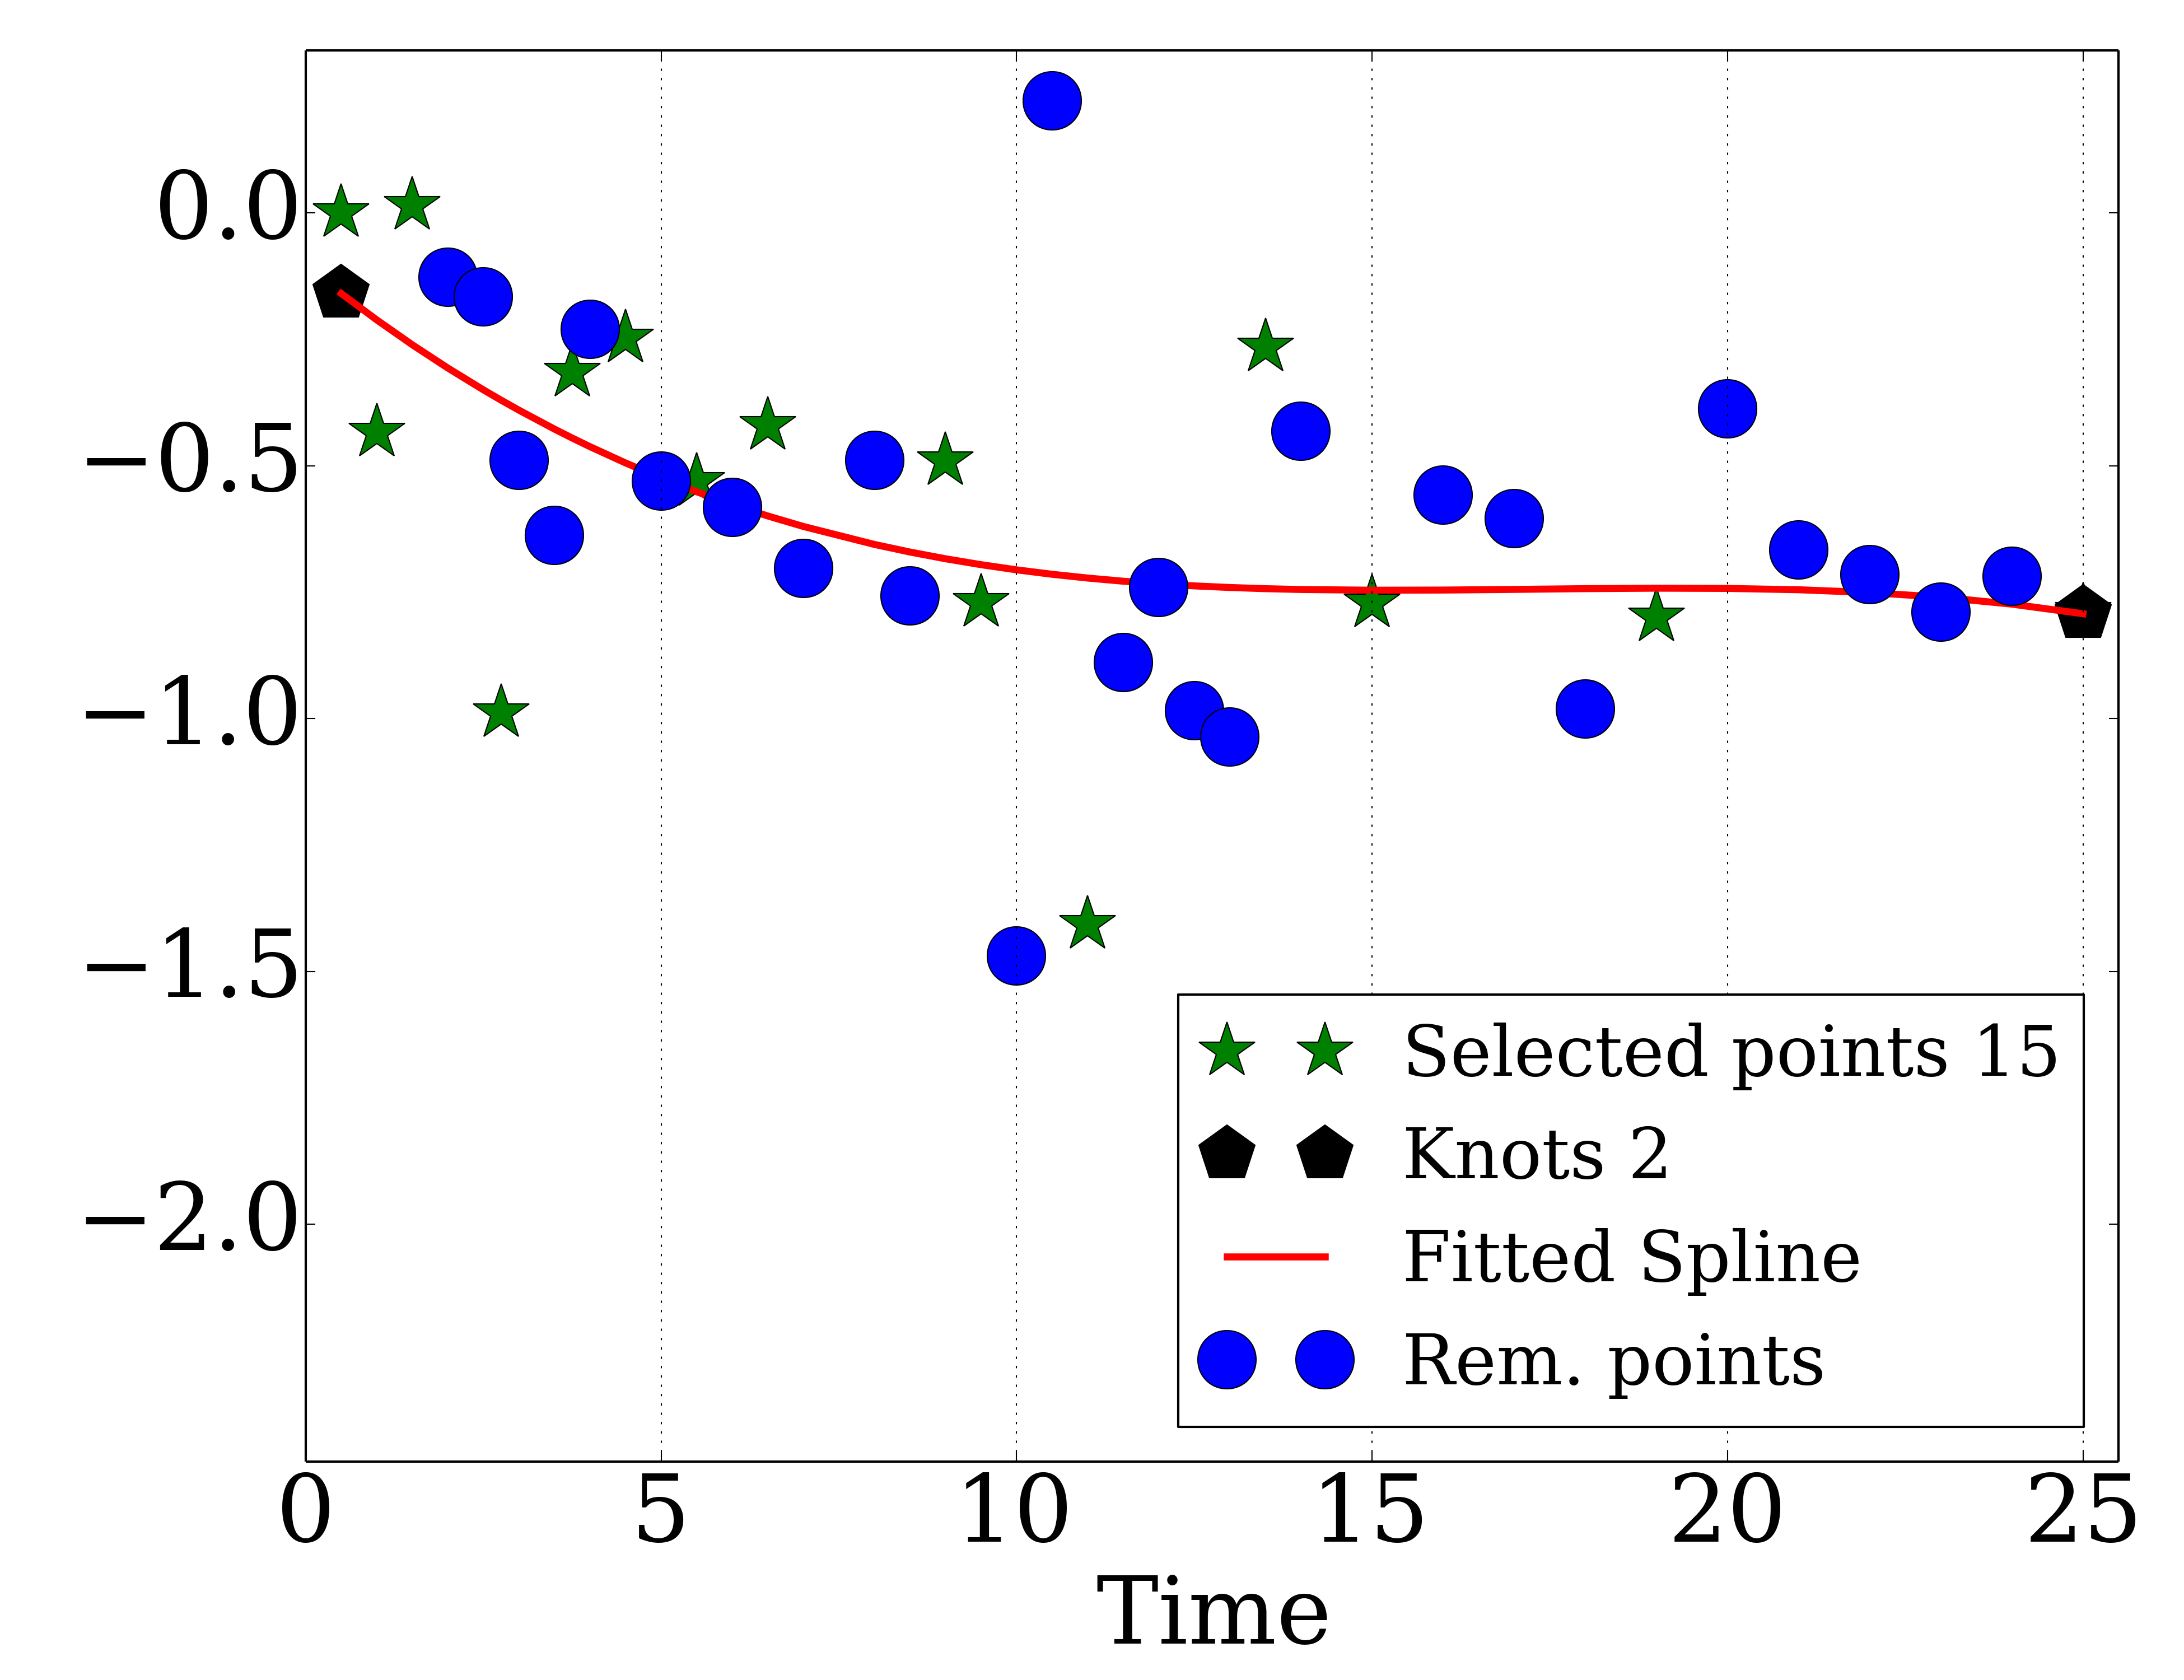 0.0
−0.5
−1.0
−1.5
−2.0
Selected points 15
Knots 2
Fitted Spline
Rem. points
0 5 10 15 20 25
Time